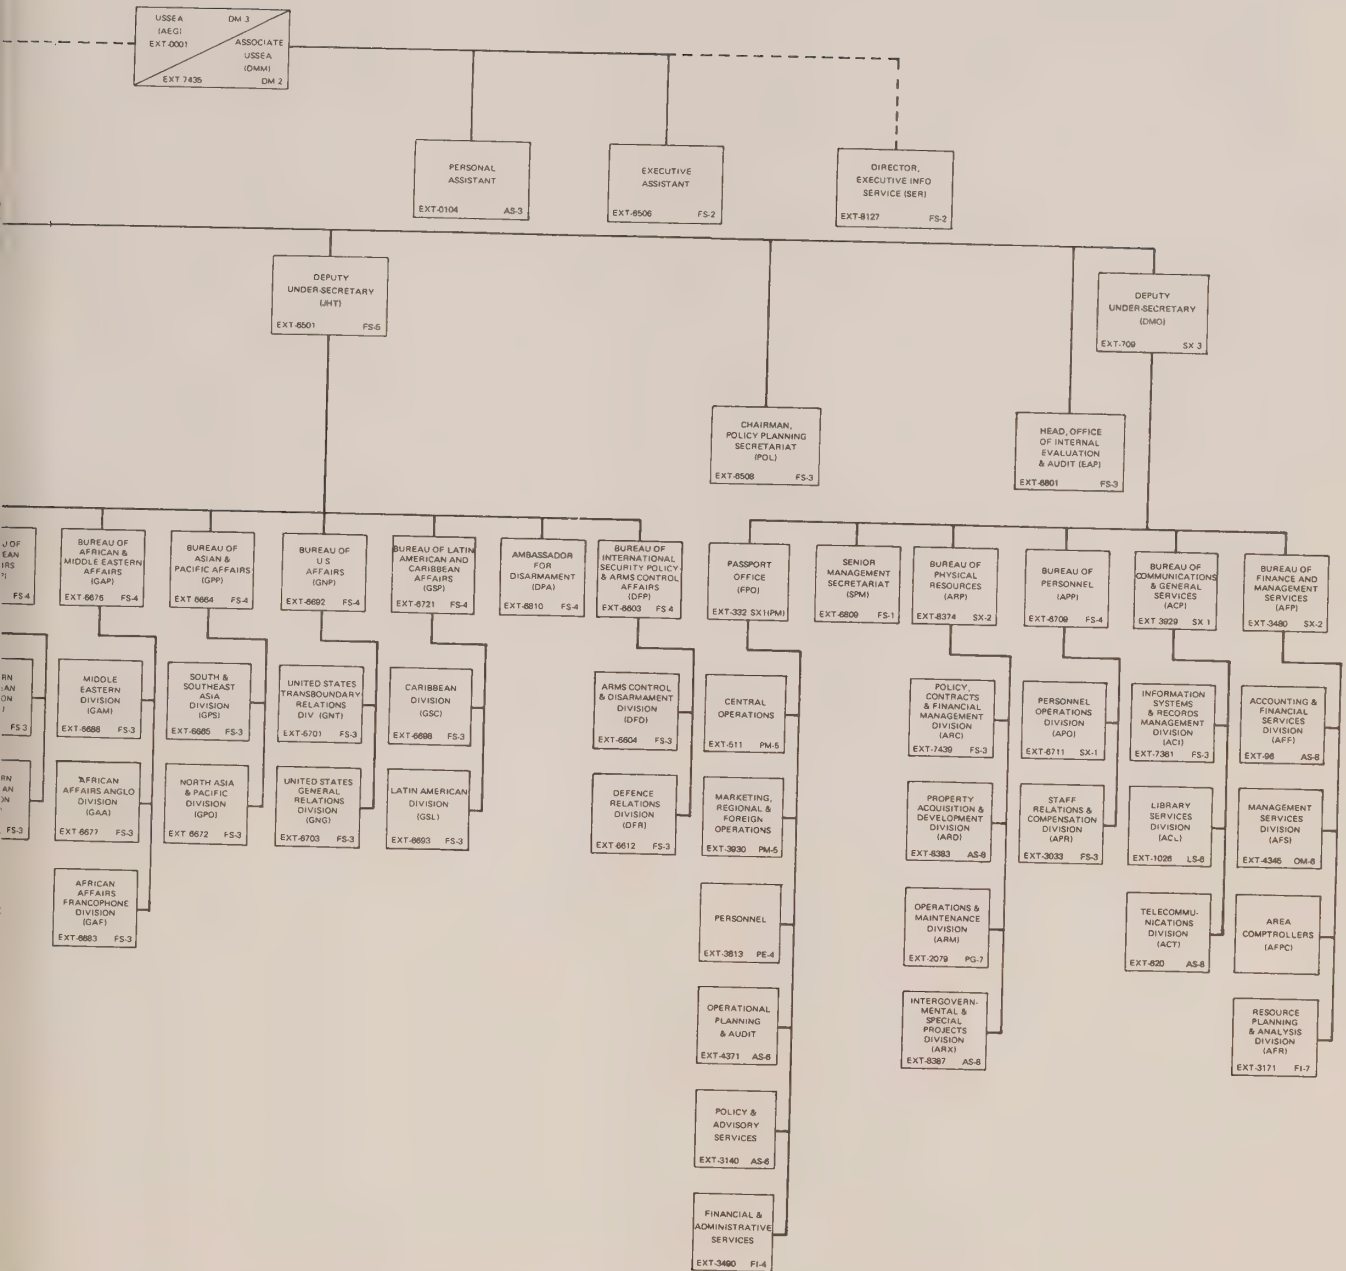 USSEA DM 3
(AEG)
EXT-0001
ASSOCIATE
USSEA
(DMM)
EXT 7435 DM 2
PERSONAL
ASSISTANT
EXT-0104 AS-3
EXECUTIVE
ASSISTANT
EXT-6506 FS-2
DIRECTOR,
EXECUTIVE INFO
SERVICE (SER)
EXT-8127 FS-2
DEPUTY
UNDER-SECRETARY
(JHT)
EXT-6501 FS-5
DEPUTY
UNDER-SECRETARY
(DMO)
EXT-709 SX 3
CHAIRMAN,
POLICY PLANNING
SECRETARIAT
(POL)
EXT-6508 FS-3
HEAD, OFFICE
OF INTERNAL
EVALUATION
& AUDIT (EAP)
EXT-6801 FS-3
FS-4
BUREAU OF
AFRICAN &
MIDDLE EASTERN
AFFAIRS
(GAP)
EXT-6676 FS-4
BUREAU OF
ASIAN &
PACIFIC AFFAIRS
(GPP)
EXT-6664 FS-4
BUREAU OF
U S
AFFAIRS
(GNP)
EXT-6692 FS-4
BUREAU OF LATIN
AMERICAN AND
CARIBBEAN
AFFAIRS
(GSP)
EXT-6721 FS-4
AMBASSADOR
FOR
DISARMAMENT
(DPA)
EXT-6810 FS-4
BUREAU OF
INTERNATIONAL
SECURITY POLICY
& ARMS CONTROL
AFFAIRS
(DFP)
EXT-6603 FS-4
PASSPORT
OFFICE
(FPO)
EXT-332 SX1(PM)
SENIOR
MANAGEMENT
SECRETARIAT
(SPM)
EXT-6809 FS-1
BUREAU OF
PHYSICAL
RESOURCES
(ARP)
EXT-8374 SX-2
BUREAU OF
PERSONNEL
(APP)
EXT-6709 FS-4
BUREAU OF
COMMUNICATIONS
& GENERAL
SERVICES
(ACP)
EXT 3929 SX 1
BUREAU OF
FINANCE AND
MANAGEMENT
SERVICES
(AFP)
EXT-3480 SX-2
FS-3
MIDDLE
EASTERN
DIVISION
(GAM)
EXT-6688 FS-3
SOUTH &
SOUTHEAST
ASIA
DIVISION
(GPS)
EXT-6685 FS-3
UNITED STATES
TRANSBOUNDARY
RELATIONS
DIV (GNT)
EXT-6701 FS-3
CARIBBEAN
DIVISION
(GSC)
EXT-6698 FS-3
ARMS CONTROL
& DISARMAMENT
DIVISION
(DFD)
EXT-6604 FS-3
CENTRAL
OPERATIONS
EXT-511 PM-5
POLICY,
CONTRACTS
& FINANCIAL
MANAGEMENT
DIVISION
(ARC)
EXT-7439 FS-3
PERSONNEL
OPERATIONS
DIVISION
(APO)
EXT-6711 SX-1
INFORMATION
SYSTEMS
& RECORDS
MANAGEMENT
DIVISION
(ACI)
EXT-7361 FS-3
ACCOUNTING &
FINANCIAL
SERVICES
DIVISION
(AFF)
EXT-96 AS-8
FS-3
AFRICAN
AFFAIRS ANGLO
DIVISION
(GAA)
EXT-6677 FS-3
NORTH ASIA
& PACIFIC
DIVISION
(GPO)
EXT 6672 FS-3
UNITED STATES
GENERAL
RELATIONS
DIVISION
(GNG)
EXT-6703 FS-3
LATIN AMERICAN
DIVISION
(GSL)
EXT-6693 FS-3
DEFENCE
RELATIONS
DIVISION
(DFR)
EXT-6612 FS-3
MARKETING,
REGIONAL &
FOREIGN
OPERATIONS
EXT-3930 PM-5
PROPERTY
ACQUISITION &
DEVELOPMENT
DIVISION
(ARD)
EXT-8383 AS-8
STAFF
RELATIONS &
COMPENSATION
DIVISION
(APR)
EXT-3033 FS-3
LIBRARY
SERVICES
DIVISION
(ACL)
EXT-1026 LS-6
MANAGEMENT
SERVICES
DIVISION
(AFS)
EXT-4345 OM-6
AFRICAN
AFFAIRS
FRANCOPHONE
DIVISION
(GAF)
EXT-6683 FS-3
PERSONNEL
EXT-3813 PE-4
OPERATIONS &
MAINTENANCE
DIVISION
(ARM)
EXT-2079 PG-7
TELECOMMU-
NICATIONS
DIVISION
(ACT)
EXT-820 AS-8
AREA
COMPTROLLERS
(AFPC)
OPERATIONAL
PLANNING
& AUDIT
EXT-4371 AS-6
INTERGOVERN-
MENTAL &
SPECIAL
PROJECTS
DIVISION
(ARX)
EXT-8387 AS-8
RESOURCE
PLANNING
& ANALYSIS
DIVISION
(AFR)
EXT-3171 FI-7
POLICY &
ADVISORY
SERVICES
EXT-3140 AS-6
FINANCIAL &
ADMINISTRATIVE
SERVICES
EXT-3490 FI-4